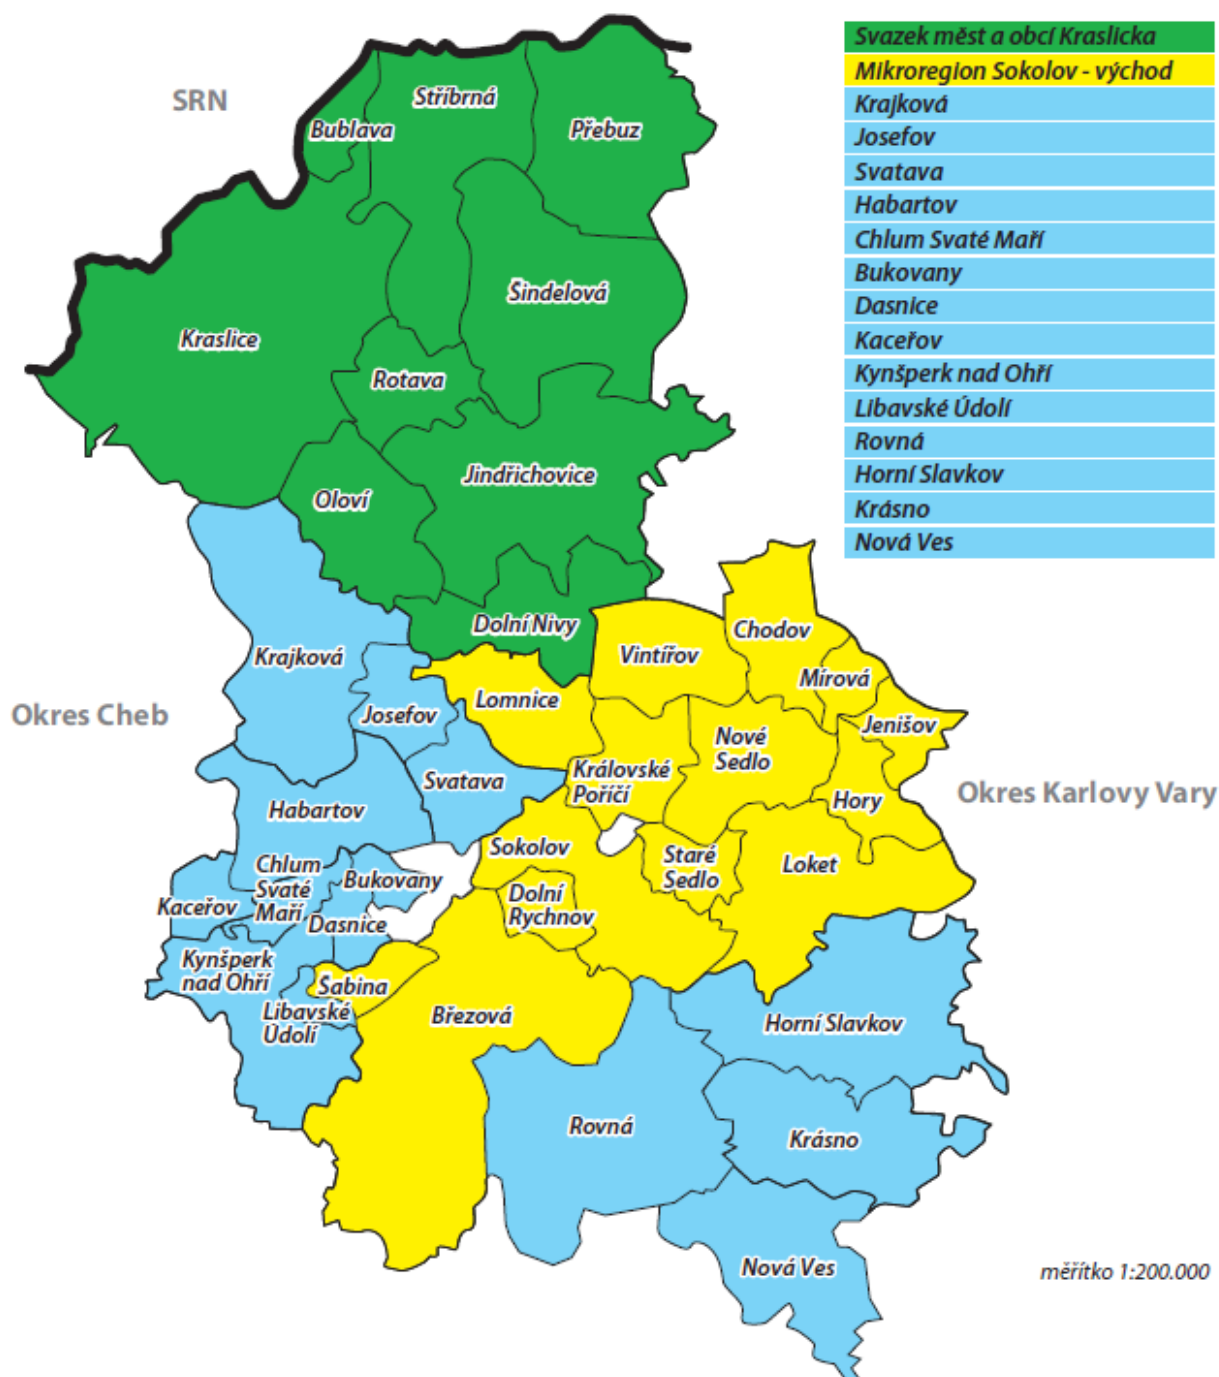 SRN
Bublava
Stříbrná
Přebuz
Kraslice
Šindelová
Rotava
Jindřichovice
Oloví
Dolní Nivy
Svazek měst a obcí Kraslicka
Mikroregion Sokolov - východ
Krajková
Josefov
Svatava
Habartov
Chlum Svaté Maří
Bukovany
Dasnice
Kaceřov
Kynšperk nad Ohří
Libavské Údolí
Rovná
Horní Slavkov
Krásno
Nová Ves
Okres Cheb
Krajková
Josefov
Lomnice
Vintířov
Chodov
Mírová
Jenišov
Nové
Sedlo
Svatava
Královské
Poříčí
Hory
Okres Karlovy Vary
Habartov
Sokolov
Staré
Sedlo
Loket
Chlum
Svaté
Maří
Bukovany
Kaceřov
Dasnice
Dolní
Rychnov
Kynšperk
nad Ohří
Šabina
Libavské
Údolí
Březová
Horní Slavkov
Rovná
Krásno
Nová Ves
měřítko 1:200.000